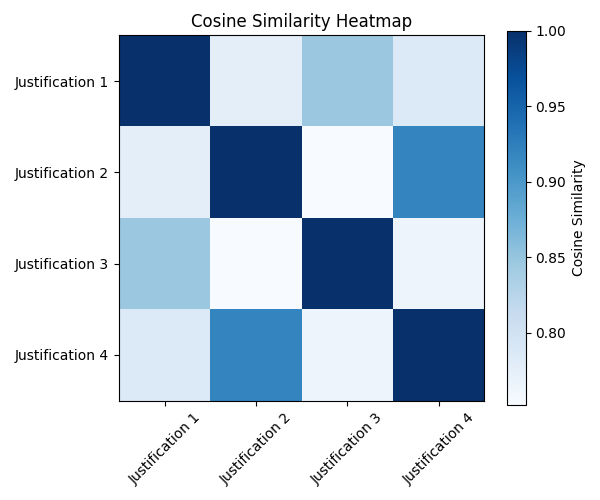 Cosine Similarity Heatmap
Justification 1
Justification 2
Justification 3
Justification 4
Justification 1
Justification 2
Justification 3
Justification 4
1.00
0.95
0.90
0.85
0.80
Cosine Similarity